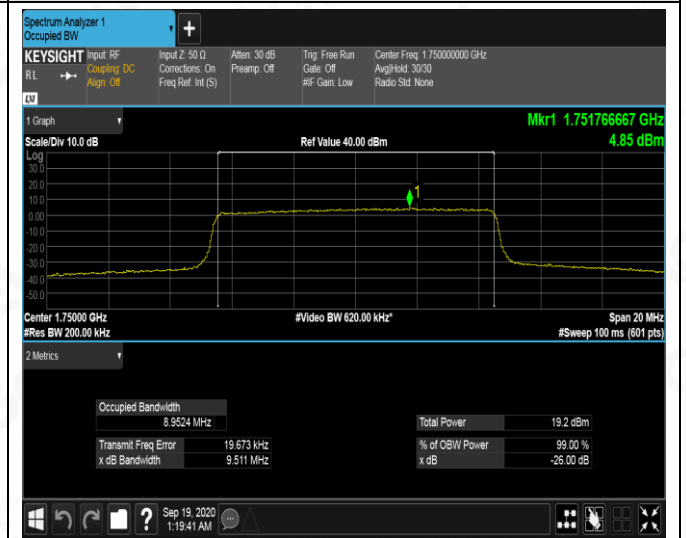 Spectrum Analyzer 1
Occupied BW
+
KEYSIGHT Input: RF Input Z: 50 Ω Atten: 30 dB Trig: Free Run Center Freq: 1.750000000 GHz
RL Coupling: DC Corrections: On Preamp: Off Gate: Off Avg|Hold: 30/30
Align: Off Freq Ref: Int (S) #IF Gain: Low Radio Std: None
LXI
1 Graph Mkr1 1.751766667 GHz
Scale/Div 10.0 dB Ref Value 40.00 dBm 4.85 dBm
Log
30.0
20.0
10.0
1
0.00
-10.0
-20.0
-30.0
-40.0
-50.0
Center 1.75000 GHz #Video BW 620.00 kHz* Span 20 MHz
#Res BW 200.00 kHz #Sweep 100 ms (601 pts)
2 Metrics
Occupied Bandwidth
8.9524 MHz Total Power 19.2 dBm
Transmit Freq Error 19.673 kHz % of OBW Power 99.00 %
x dB Bandwidth 9.511 MHz x dB -26.00 dB
? Sep 19, 2020
1:19:41 AM